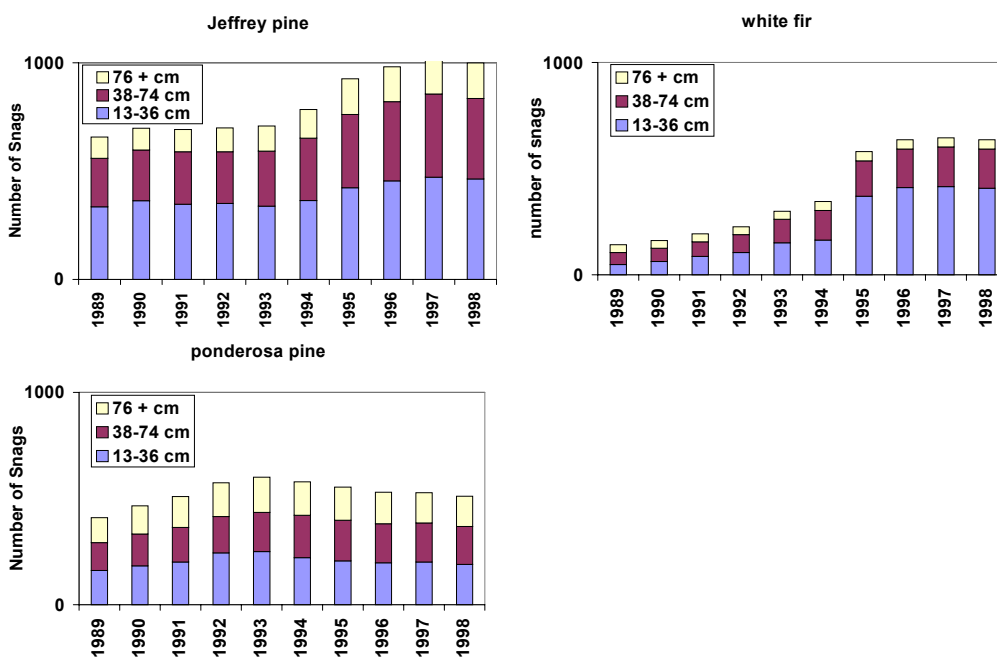 Jeffrey pine
Number of Snags
1000
0
76 + cm
38-74 cm
13-36 cm
1989
1990
1991
1992
1993
1994
1995
1996
1997
1998
white fir
number of snags
1000
0
76 + cm
38-74 cm
13-36 cm
1989
1990
1991
1992
1993
1994
1995
1996
1997
1998
ponderosa pine
Number of Snags
1000
0
76 + cm
38-74 cm
13-36 cm
1989
1990
1991
1992
1993
1994
1995
1996
1997
1998